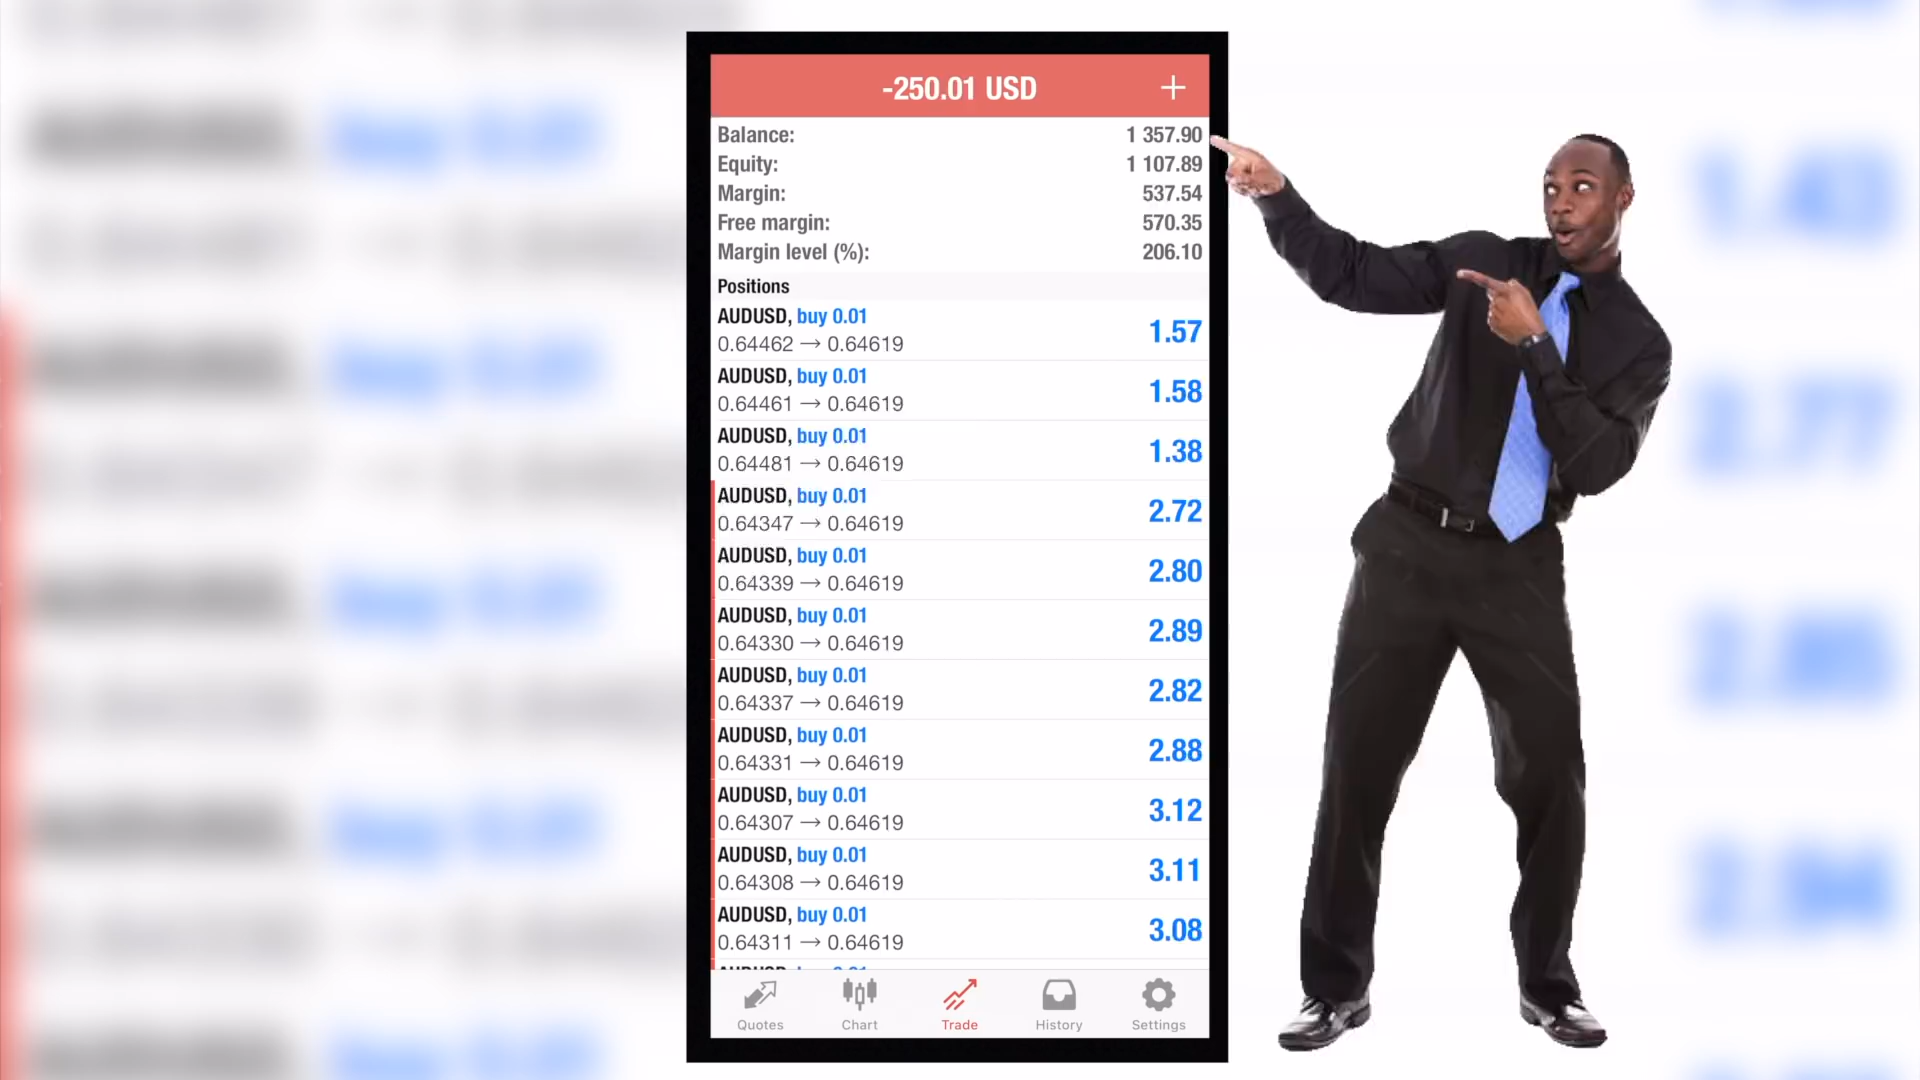 -250.01 USD
Balance: 1 357.90
Equity: 1 107.89
Margin: 537.54
Free margin: 570.35
Margin level (%): 206.10
Positions
AUDUSD, buy 0.01
0.64462 → 0.64619 1.57
AUDUSD, buy 0.01
0.64461 → 0.64619 1.58
AUDUSD, buy 0.01
0.64481 → 0.64619 1.38
AUDUSD, buy 0.01
0.64347 → 0.64619 2.72
AUDUSD, buy 0.01
0.64339 → 0.64619 2.80
AUDUSD, buy 0.01
0.64330 → 0.64619 2.89
AUDUSD, buy 0.01
0.64337 → 0.64619 2.82
AUDUSD, buy 0.01
0.64331 → 0.64619 2.88
AUDUSD, buy 0.01
0.64307 → 0.64619 3.12
AUDUSD, buy 0.01
0.64308 → 0.64619 3.11
AUDUSD, buy 0.01
0.64311 → 0.64619 3.08
Quotes Chart Trade History Settings